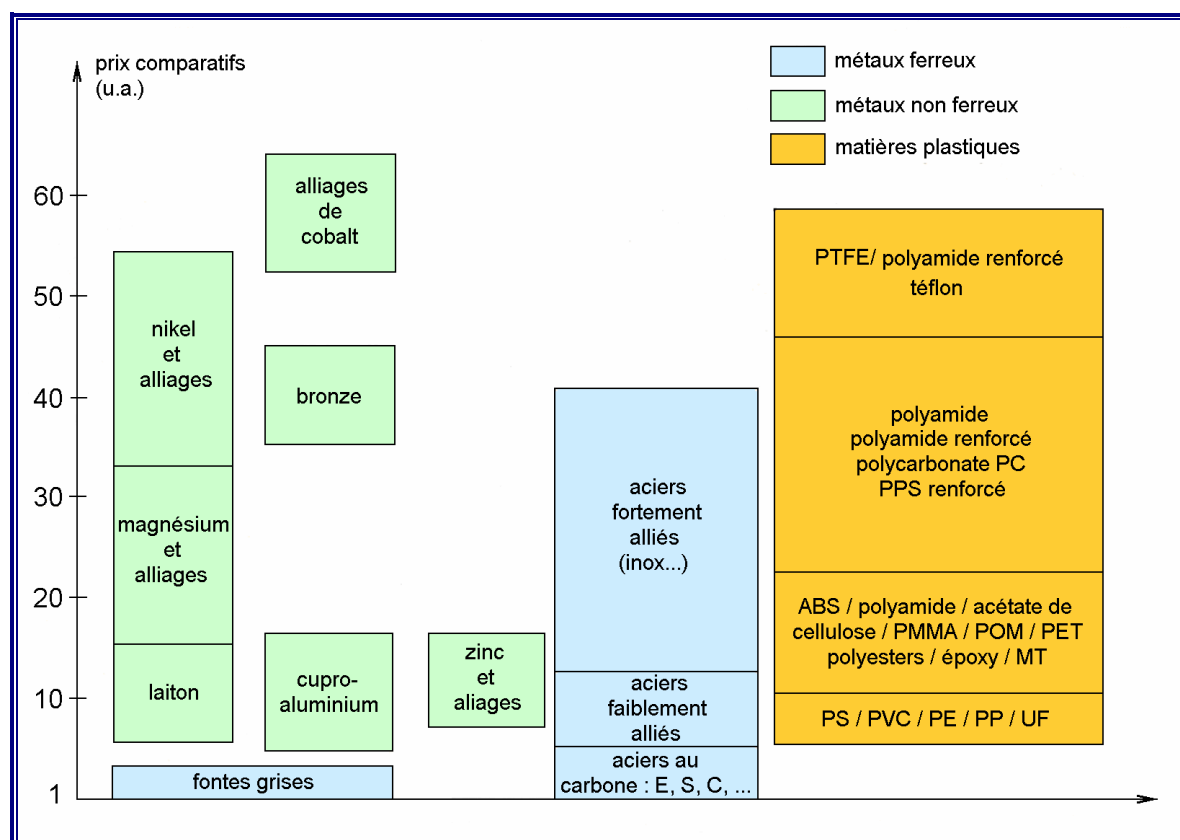 prix comparatifs
(u.a.)
métaux ferreux
métaux non ferreux
matières plastiques
60
50
40
30
20
10
1
alliages
de
cobalt
nikel
et
alliages
bronze
magnésium
et
alliages
laiton
cupro-
aluminium
zinc
et
aliages
fontes grises
aciers
fortement
alliés
(inox...)
aciers
faiblement
alliés
aciers au
carbone : E, S, C, ...
PTFE/ polyamide renforcé
téflon
polyamide
polyamide renforcé
polycarbonate PC
PPS renforcé
ABS / polyamide / acétate de
cellulose / PMMA / POM / PET
polyesters / époxy / MT
PS / PVC / PE / PP / UF